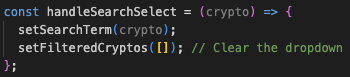 const handleSearchSelect = (crypto) => {
  setSearchTerm(crypto);
  setFilteredCryptos([]); // Clear the dropdown
};